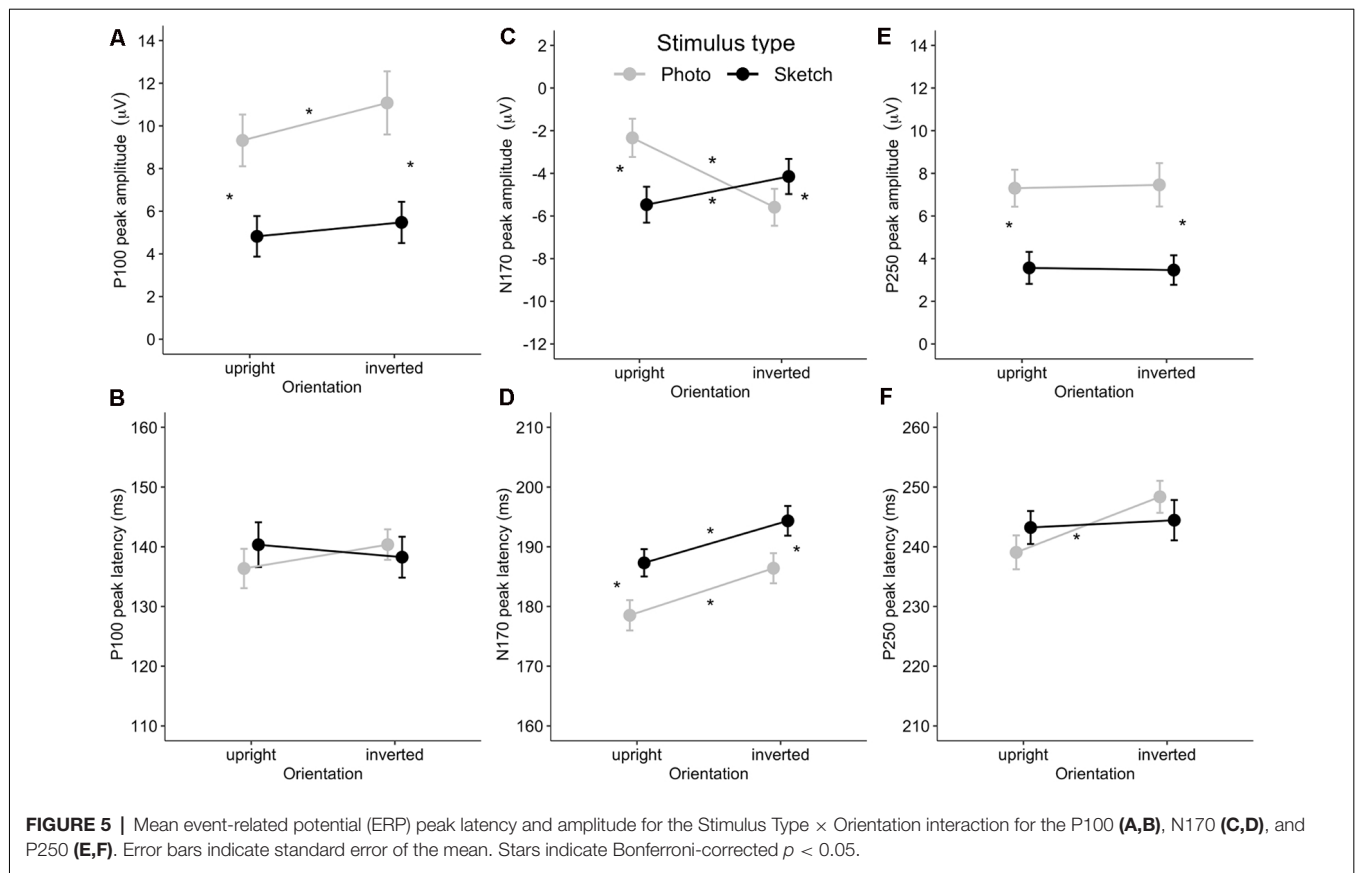 A
14
12
10
8
6
4
2
0
P100 peak amplitude (μV)
*
*
*
upright
inverted
Orientation
C
Stimulus type
Photo
Sketch
2
0
-2
-4
-6
-8
-10
-12
N170 peak amplitude (μV)
*
*
*
*
upright
inverted
Orientation
E
14
12
10
8
6
4
2
0
P250 peak amplitude (μV)
*
*
upright
inverted
Orientation
B
160
150
140
130
120
110
P100 peak latency (ms)
upright
inverted
Orientation
D
210
200
190
180
170
160
N170 peak latency (ms)
*
*
*
*
upright
inverted
Orientation
F
260
250
240
230
220
210
P250 peak latency (ms)
*
upright
inverted
Orientation
FIGURE 5 | Mean event-related potential (ERP) peak latency and amplitude for the Stimulus Type × Orientation interaction for the P100 (A,B), N170 (C,D), and
P250 (E,F). Error bars indicate standard error of the mean. Stars indicate Bonferroni-corrected p < 0.05.